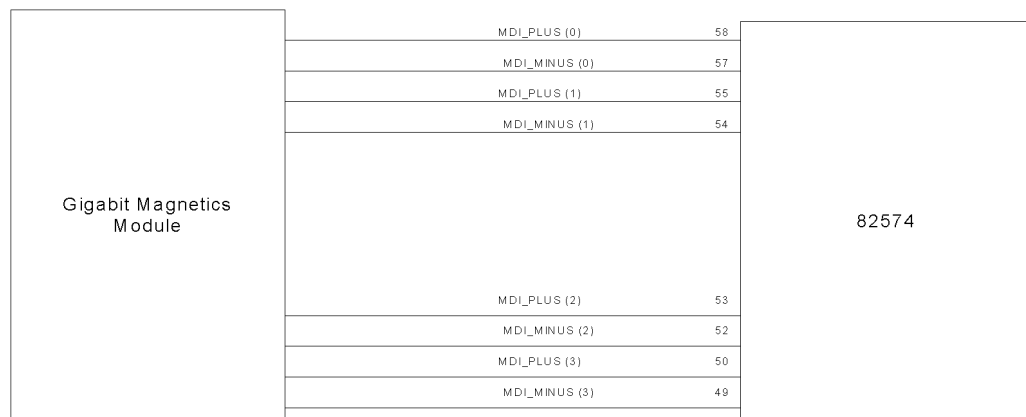 MDI_PLUS (0) 58
MDI_MINUS (0) 57
MDI_PLUS (1) 55
MDI_MINUS (1) 54
Gigabit Magnetics
Module
82574
MDI_PLUS (2) 53
MDI_MINUS (2) 52
MDI_PLUS (3) 50
MDI_MINUS (3) 49